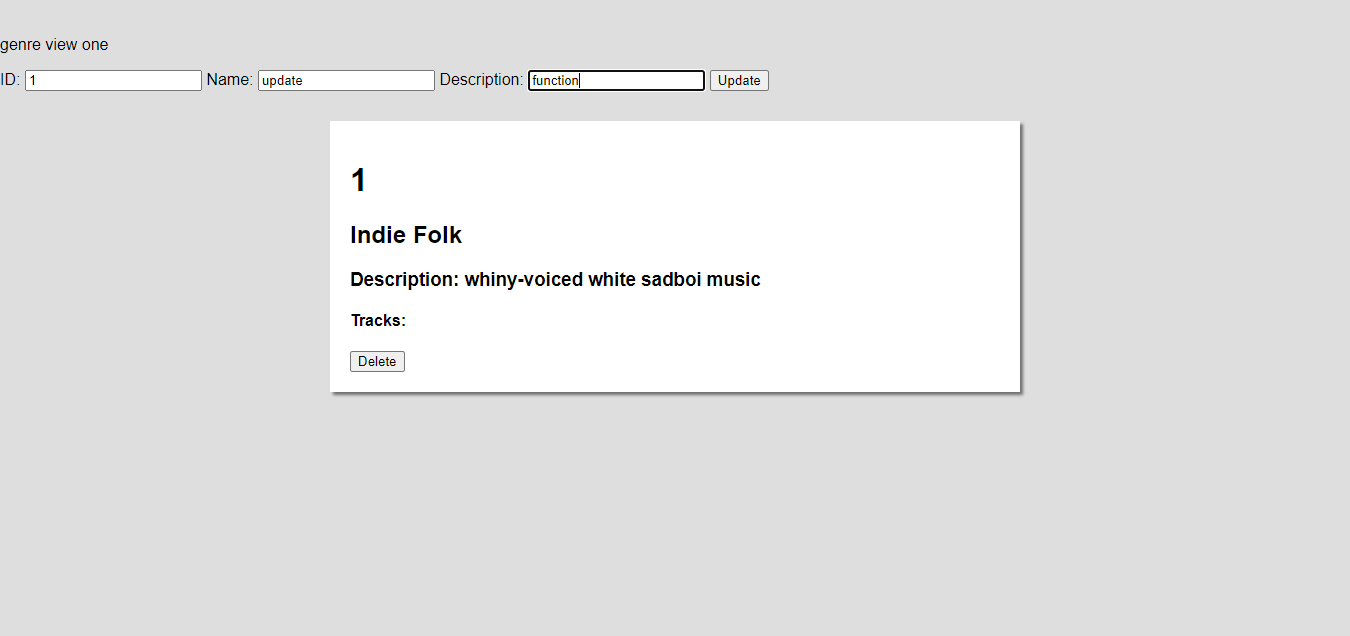 genre view one
ID: 1 Name: update Description: function Update
1
Indie Folk
Description: whiny-voiced white sadboi music
Tracks:
Delete